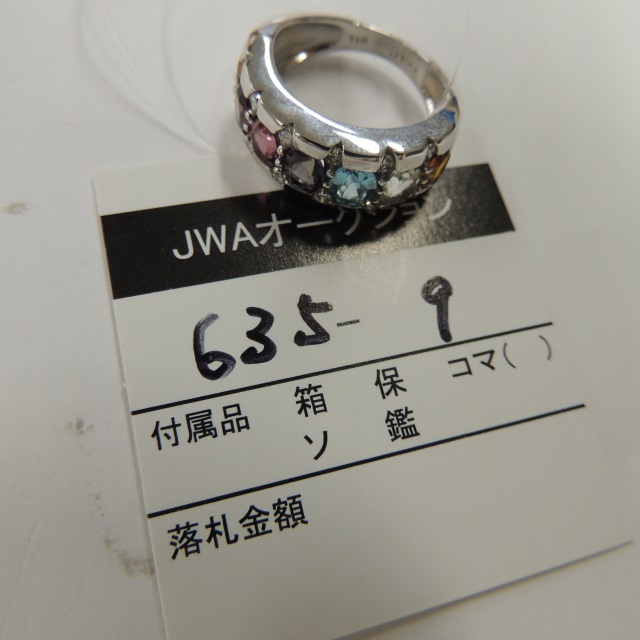 JWAオークション
635-9
付属品 箱 保 コマ( )
ソ 鑑
落札金額